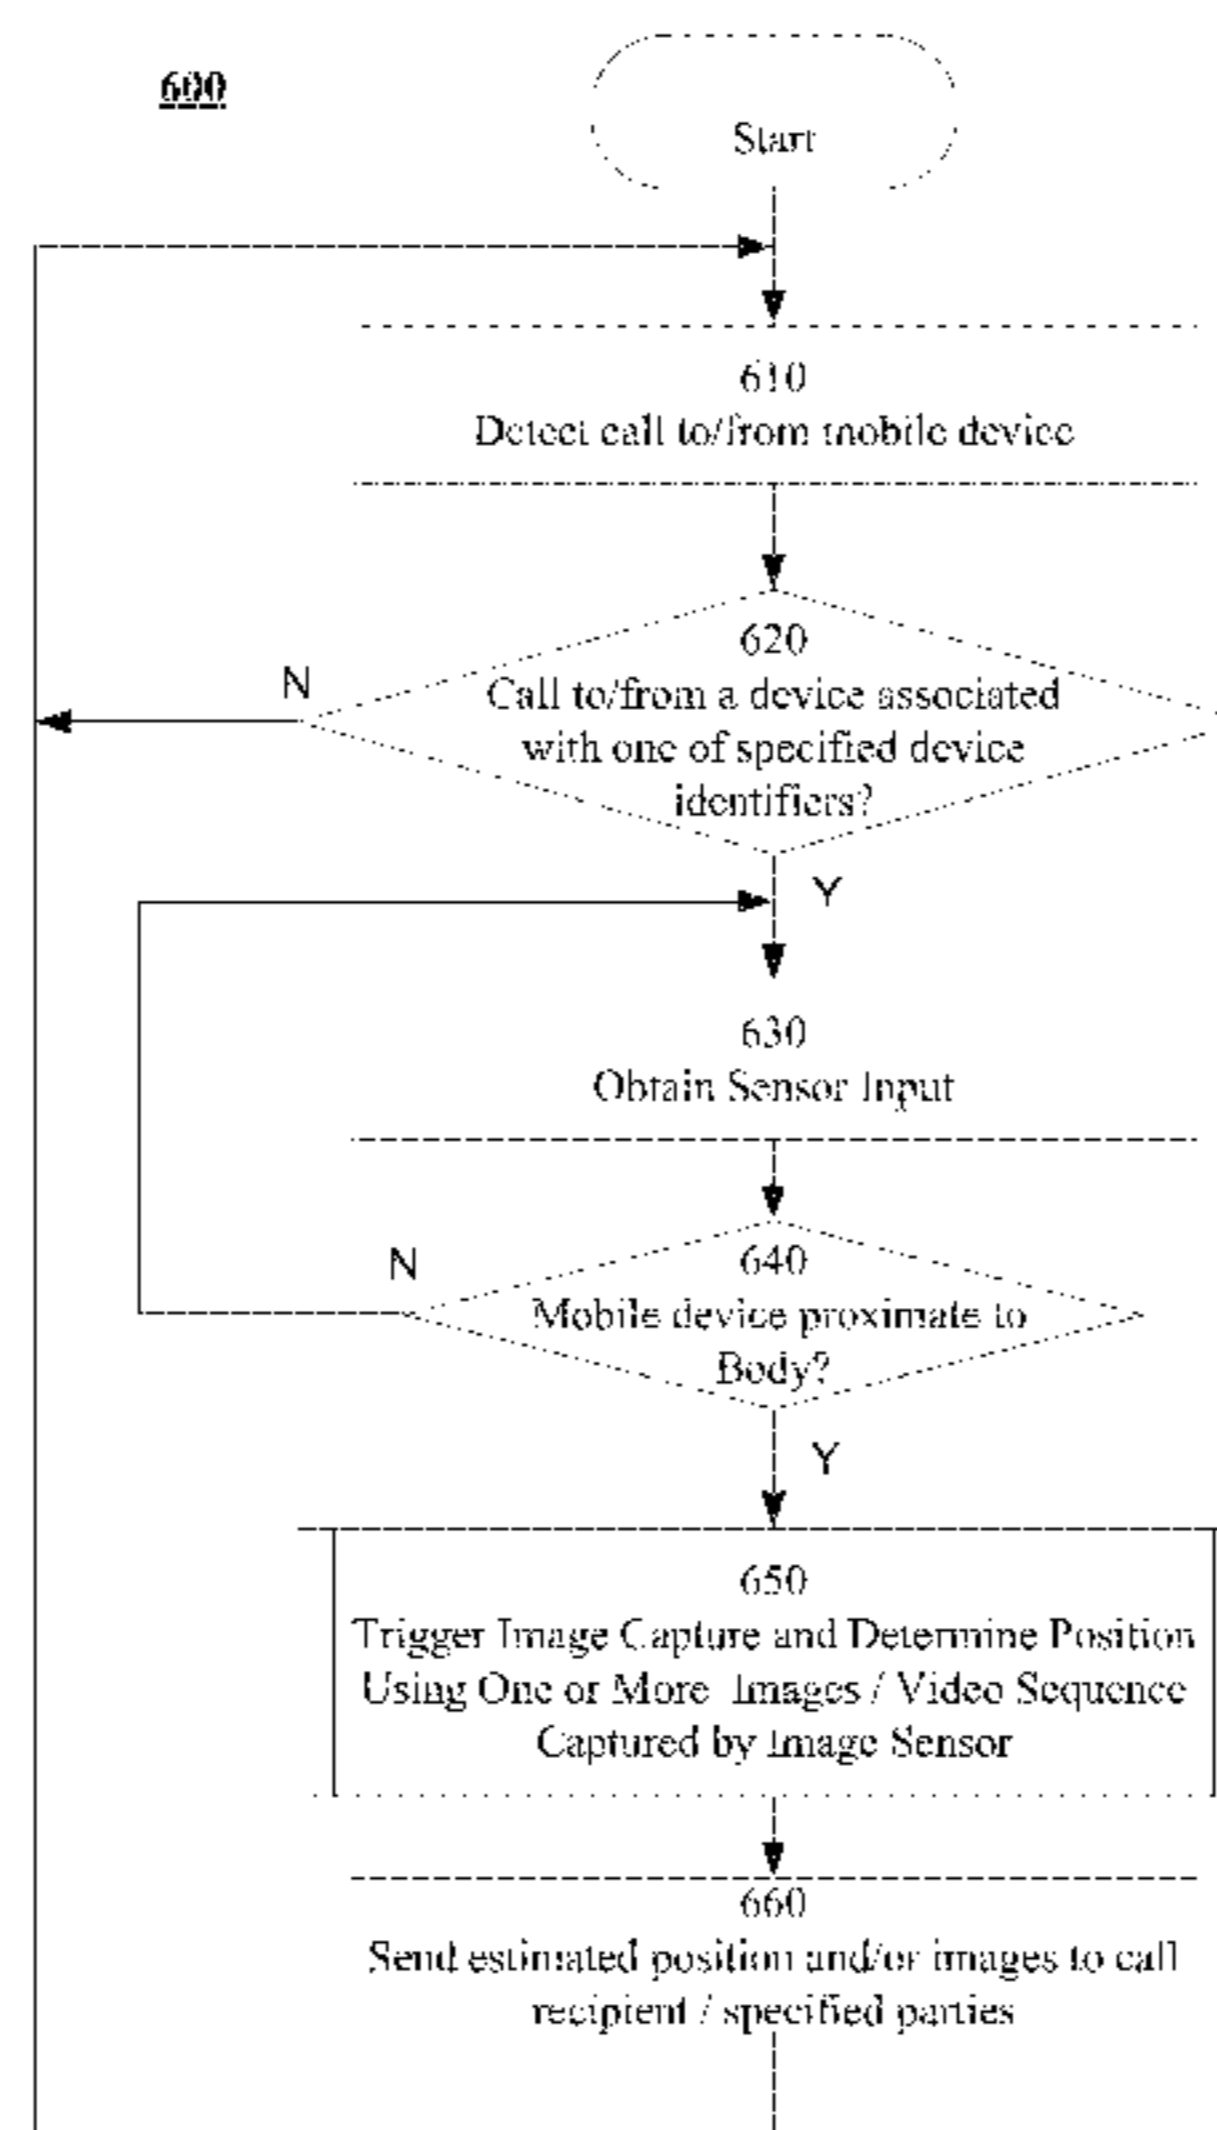 600
Start
610
Detect call to/from mobile device
620
N
Call to/from a device associated
with one of specified device
identifiers?
Y
630
Obtain Sensor Input
N
640
Mobile device proximate to
Body?
Y
650
Trigger Image Capture and Determine Position
Using One or More Images / Video Sequence
Captured by Image Sensor
660
Send estimated position and/or images to call
recipient / specified parties